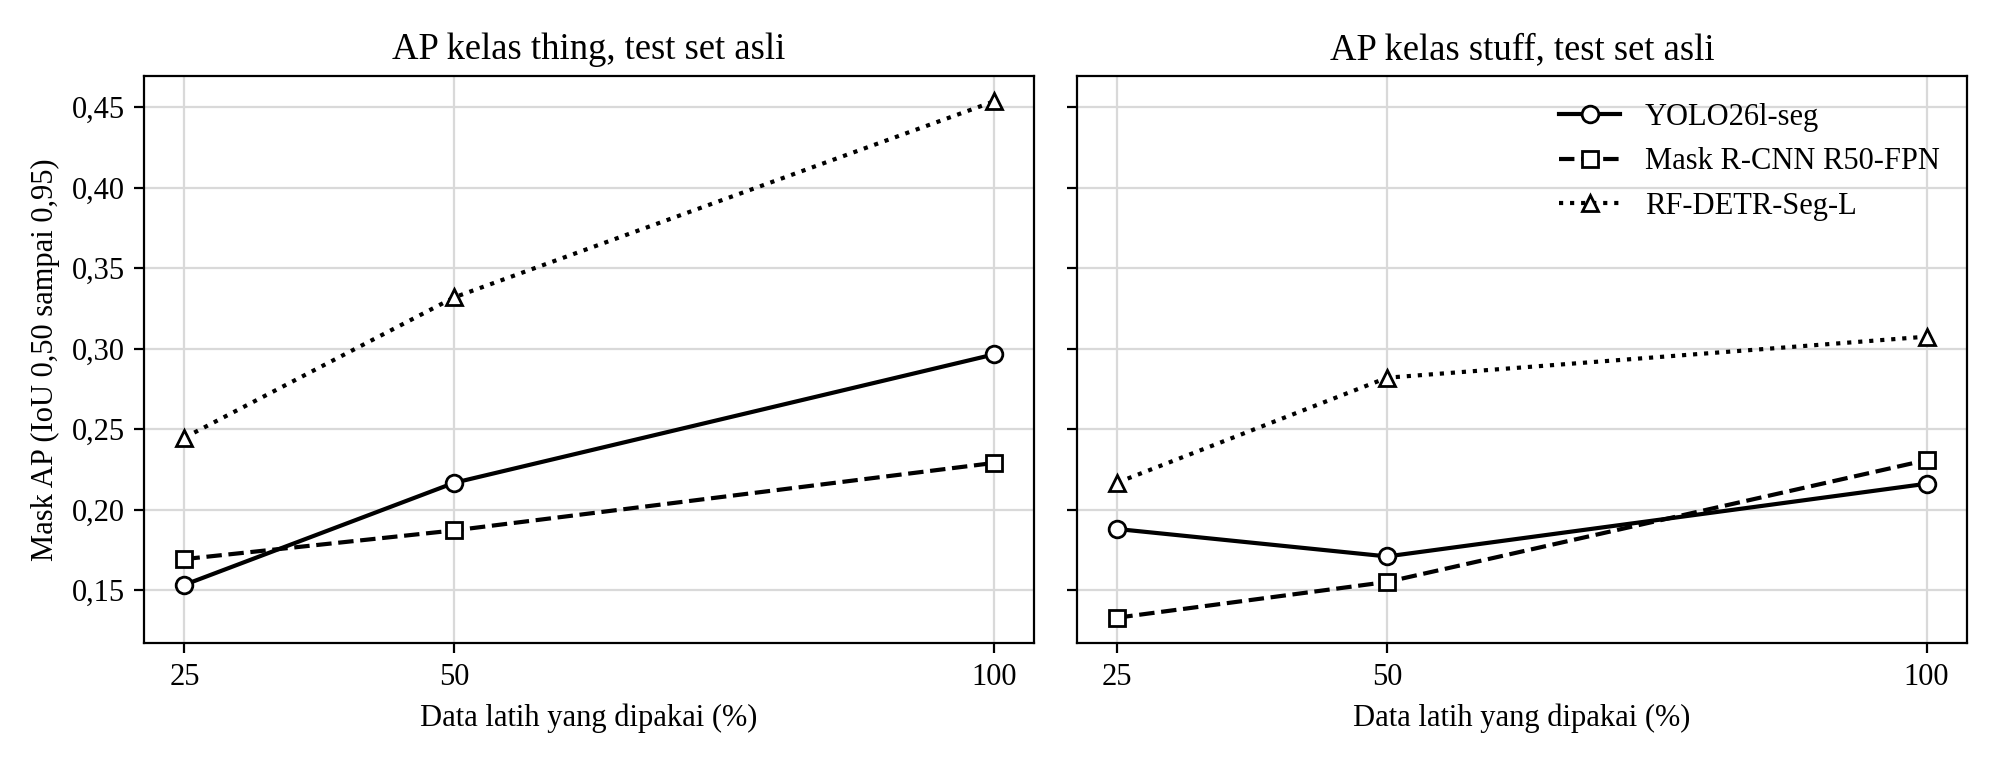 AP kelas thing, test set asli
Mask AP (IoU 0,50 sampai 0,95)
0,45
0,40
0,35
0,30
0,25
0,20
0,15
25 50 100
Data latih yang dipakai (%)
AP kelas stuff, test set asli
YOLO26l-seg
Mask R-CNN R50-FPN
RF-DETR-Seg-L
25 50 100
Data latih yang dipakai (%)